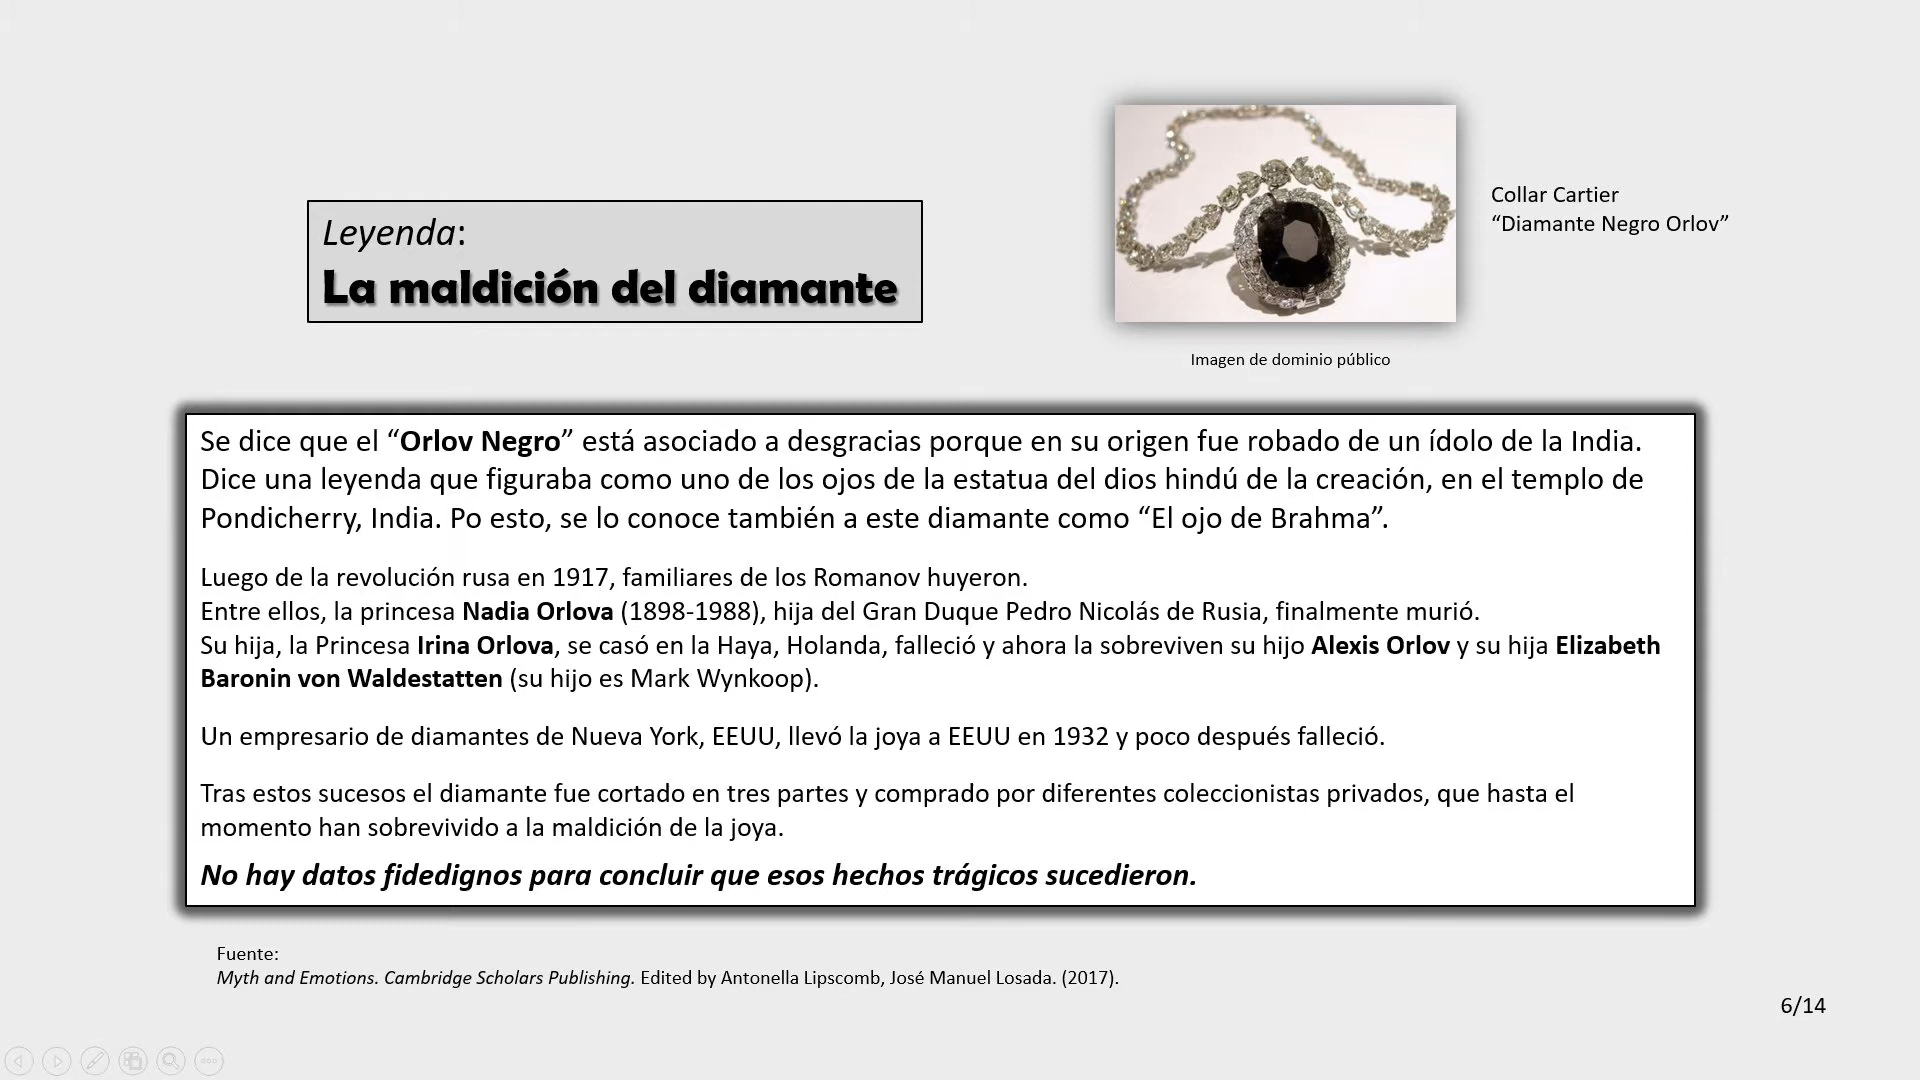 Leyenda:
La maldición del diamante
Collar Cartier
“Diamante Negro Orlov”
Imagen de dominio público
Se dice que el “Orlov Negro” está asociado a desgracias porque en su origen fue robado de un ídolo de la India.
Dice una leyenda que figuraba como uno de los ojos de la estatua del dios hindú de la creación, en el templo de
Pondicherry, India. Po esto, se lo conoce también a este diamante como “El ojo de Brahma”.
Luego de la revolución rusa en 1917, familiares de los Romanov huyeron.
Entre ellos, la princesa Nadia Orlova (1898-1988), hija del Gran Duque Pedro Nicolás de Rusia, finalmente murió.
Su hija, la Princesa Irina Orlova, se casó en la Haya, Holanda, falleció y ahora la sobreviven su hijo Alexis Orlov y su hija Elizabeth
Baronin von Waldestatten (su hijo es Mark Wynkoop).
Un empresario de diamantes de Nueva York, EEUU, llevó la joya a EEUU en 1932 y poco después falleció.
Tras estos sucesos el diamante fue cortado en tres partes y comprado por diferentes coleccionistas privados, que hasta el
momento han sobrevivido a la maldición de la joya.
No hay datos fidedignos para concluir que esos hechos trágicos sucedieron.
Fuente:
Myth and Emotions. Cambridge Scholars Publishing. Edited by Antonella Lipscomb, José Manuel Losada. (2017).
6/14